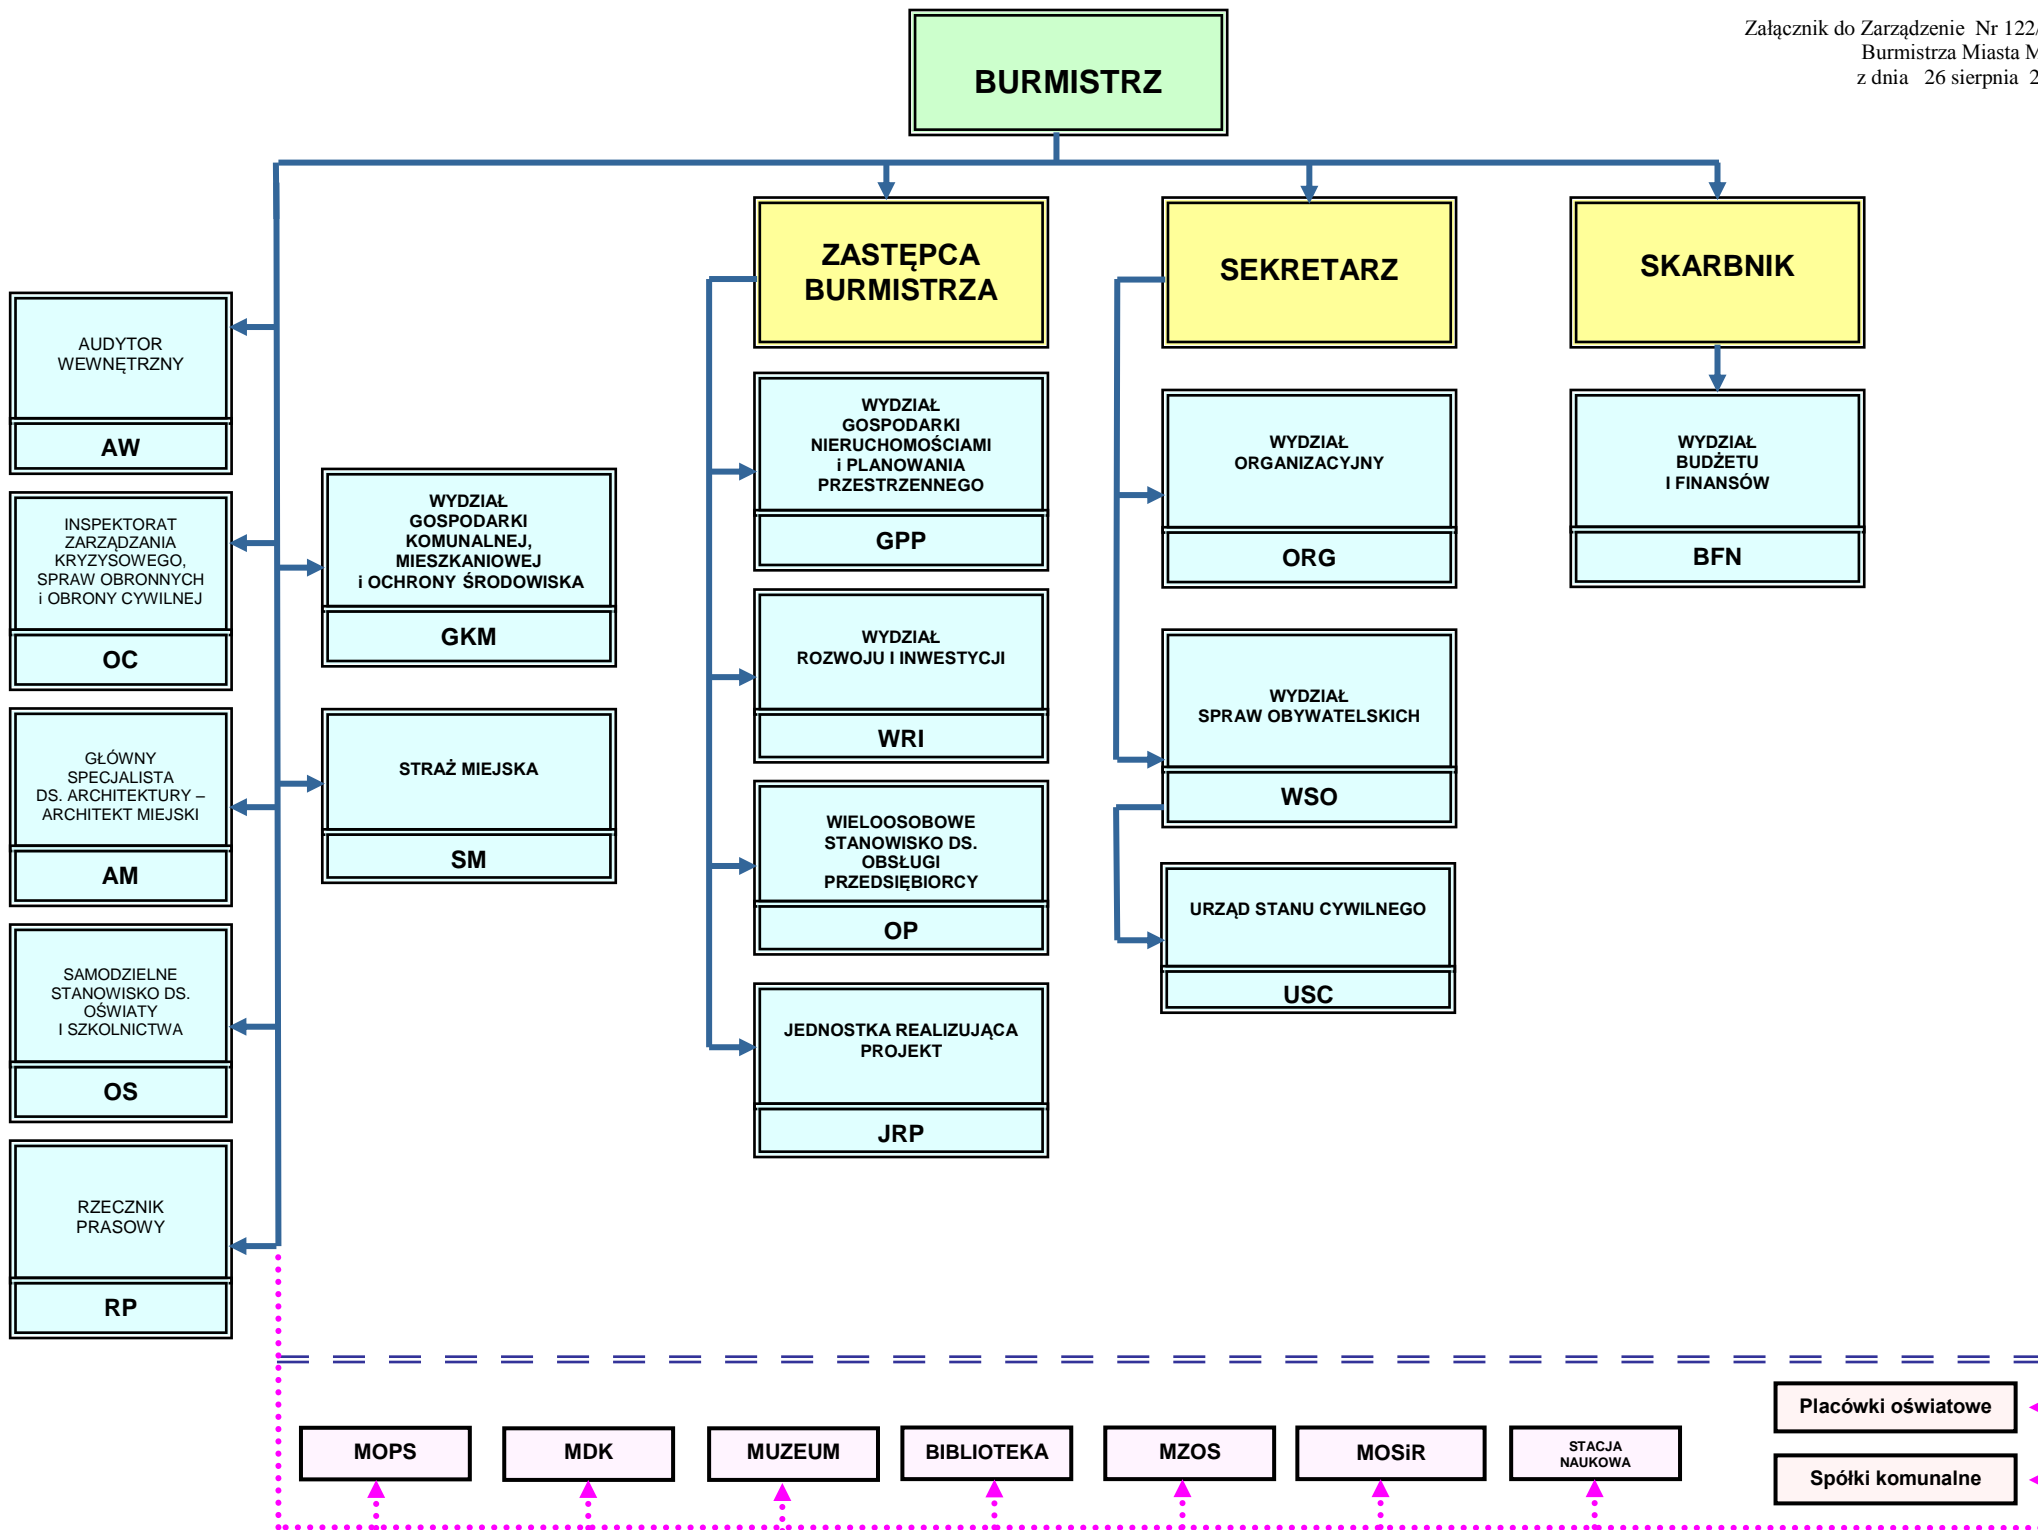 Załącznik do Zarządzenie Nr 122/
Burmistrza Miasta M
z dnia 26 sierpnia 2
BURMISTRZ
ZASTĘPCA
BURMISTRZA
SEKRETARZ
SKARBNIK
AUDYTOR
WEWNĘTRZNY
AW
INSPEKTORAT
ZARZĄDZANIA
KRYZYSOWEGO,
SPRAW OBRONNYCH
i OBRONY CYWILNEJ
OC
GŁÓWNY
SPECJALISTA
DS. ARCHITEKTURY –
ARCHITEKT MIEJSKI
AM
SAMODZIELNE
STANOWISKO DS.
OŚWIATY
I SZKOLNICTWA
OS
RZECZNIK
PRASOWY
RP
WYDZIAŁ
GOSPODARKI
KOMUNALNEJ,
MIESZKANIOWEJ
i OCHRONY ŚRODOWISKA
GKM
STRAŻ MIEJSKA
SM
WYDZIAŁ
GOSPODARKI
NIERUCHOMOŚCIAMI
i PLANOWANIA
PRZESTRZENNEGO
GPP
WYDZIAŁ
ROZWOJU I INWESTYCJI
WRI
WIELOOSOBOWE
STANOWISKO DS.
OBSŁUGI
PRZEDSIĘBIORCY
OP
JEDNOSTKA REALIZUJĄCA
PROJEKT
JRP
WYDZIAŁ
ORGANIZACYJNY
ORG
WYDZIAŁ
SPRAW OBYWATELSKICH
WSO
URZĄD STANU CYWILNEGO
USC
WYDZIAŁ
BUDŻETU
I FINANSÓW
BFN
MOPS
MDK
MUZEUM
BIBLIOTEKA
MZOS
MOSiR
STACJA
NAUKOWA
Placówki oświatowe
Spółki komunalne